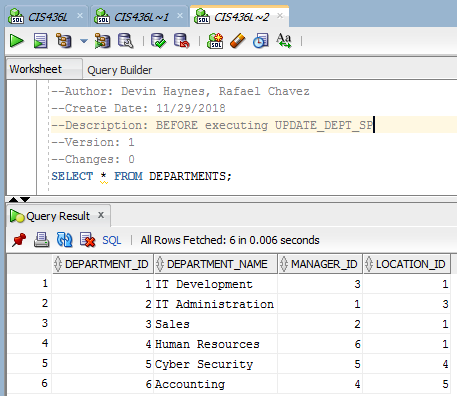 CIS436L CIS436L~1 CIS436L~2
Worksheet Query Builder
--Author: Devin Haynes, Rafael Chavez
--Create Date: 11/29/2018
--Description: BEFORE executing UPDATE_DEPT_SP
--Version: 1
--Changes: 0
SELECT * FROM DEPARTMENTS;
Query Result x
SQL | All Rows Fetched: 6 in 0.006 seconds
DEPARTMENT_ID DEPARTMENT_NAME MANAGER_ID LOCATION_ID
1 1 IT Development 3 1
2 2 IT Administration 1 3
3 3 Sales 2 1
4 4 Human Resources 6 1
5 5 Cyber Security 5 4
6 6 Accounting 4 5